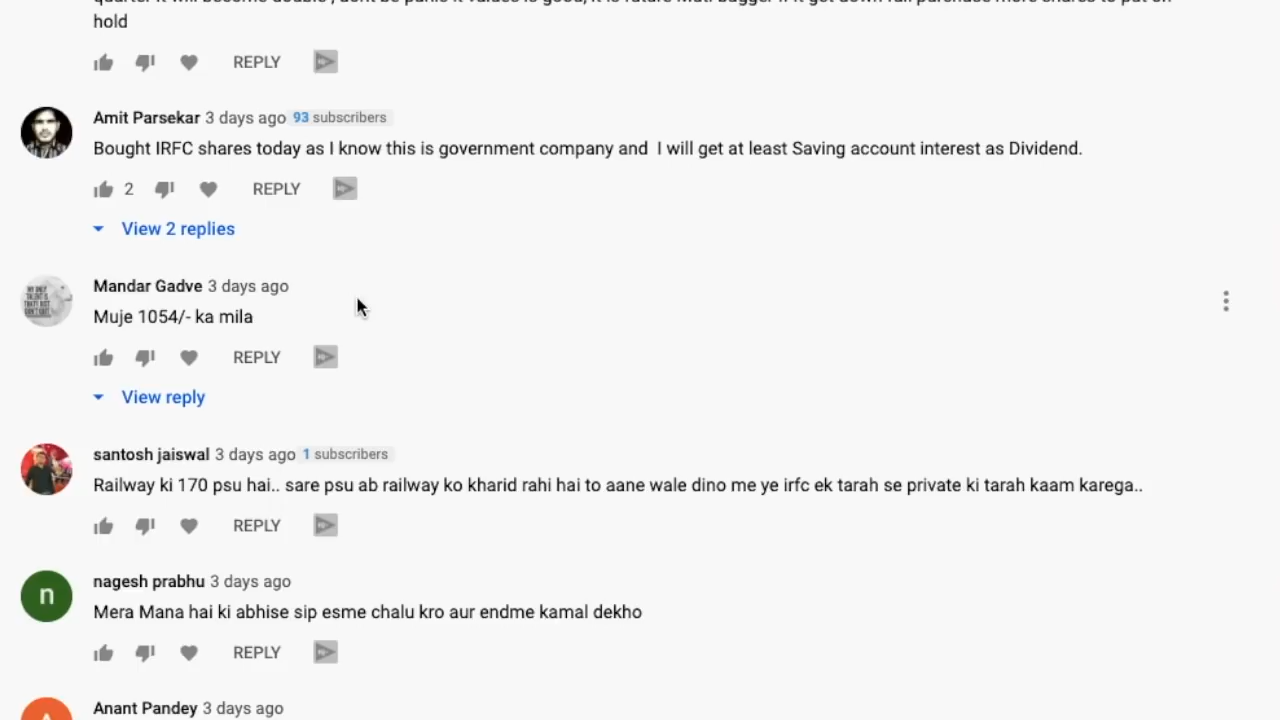 hold
REPLY
Amit Parsekar 3 days ago 93 subscribers
Bought IRFC shares today as I know this is government company and I will get at least Saving account interest as Dividend.
2 REPLY
View 2 replies
Mandar Gadve 3 days ago
Muje 1054/- ka mila
REPLY
View reply
santosh jaiswal 3 days ago 1 subscribers
Railway ki 170 psu hai.. sare psu ab railway ko kharid rahi hai to aane wale dino me ye irfc ek tarah se private ki tarah kaam karega..
REPLY
n
nagesh prabhu 3 days ago
Mera Mana hai ki abhise sip esme chalu kro aur endme kamal dekho
REPLY
Anant Pandey 3 days ago